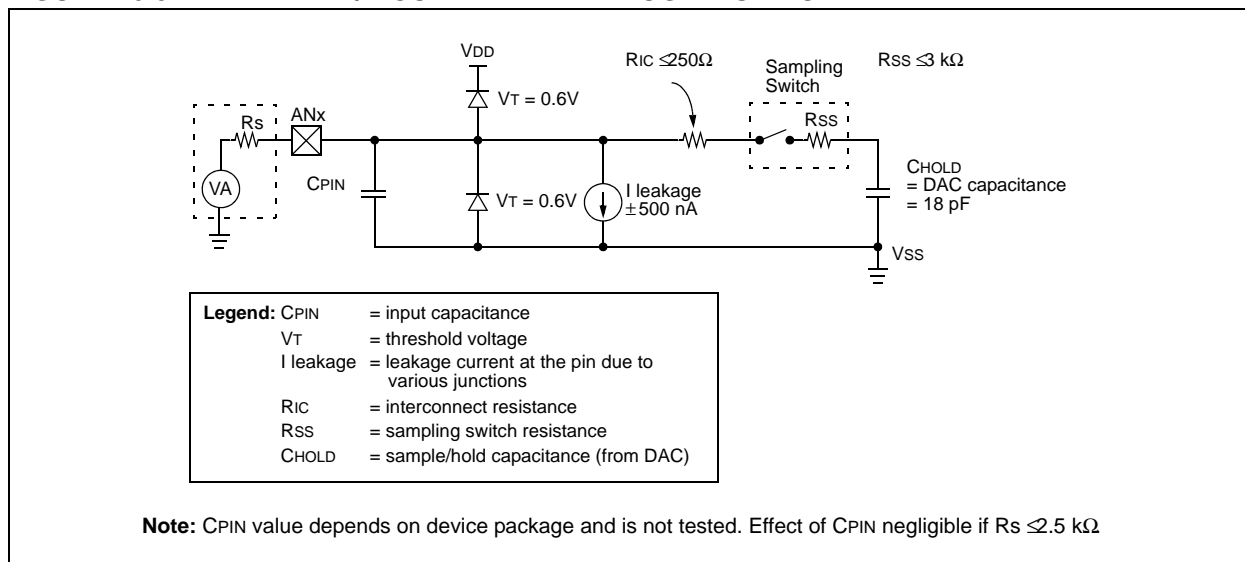 VDD
RIC ≤250Ω
Sampling
Switch
RSS ≤3 kΩ
VT = 0.6V
Rs
ANx
RSS
VA
CPIN
VT = 0.6V
I leakage
±500 nA
CHOLD
= DAC capacitance
= 18 pF
VSS
Legend: CPIN = input capacitance
VT = threshold voltage
I leakage = leakage current at the pin due to
various junctions
RIC = interconnect resistance
RSS = sampling switch resistance
CHOLD = sample/hold capacitance (from DAC)
Note: CPIN value depends on device package and is not tested. Effect of CPIN negligible if Rs ≤2.5 kΩ